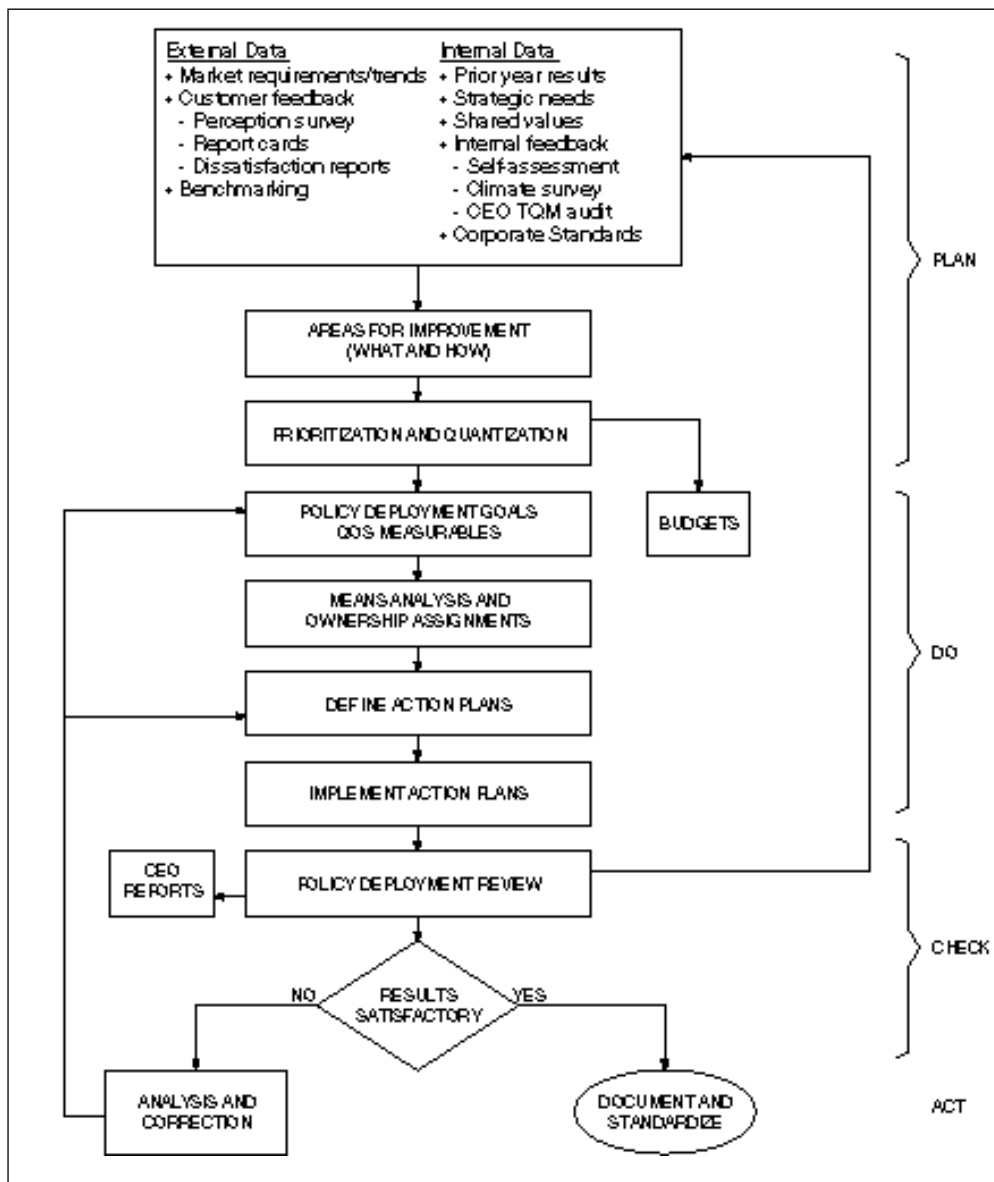 External Data
+ Market requirements/trends
+ Customer feedback
- Perception survey
- Report cards
- Dissatisfaction reports
+ Benchmarking
Internal Data
+ Prior year results
+ Strategic needs
+ Shared values
+ Internal feedback
- Self-assessment
- Climate survey
- CEO TQM audit
+ Corporate Standards
PLAN
AREAS FOR IMPROVEMENT
(WHAT AND HOW)
PRIORITIZATION AND QUANTIZATION
POLICY DEPLOYMENT GOALS
QOS MEASURABLES
BUDGETS
MEANS ANALYSIS AND
OWNERSHIP ASSIGNMENTS
DO
DEFINE ACTION PLANS
IMPLEMENT ACTION PLANS
CEO
REPORTS
POLICY DEPLOYMENT REVIEW
CHECK
NO
RESULTS
SATISFACTORY
YES
ANALYSIS AND
CORRECTION
DOCUMENT AND
STANDARDIZE
ACT